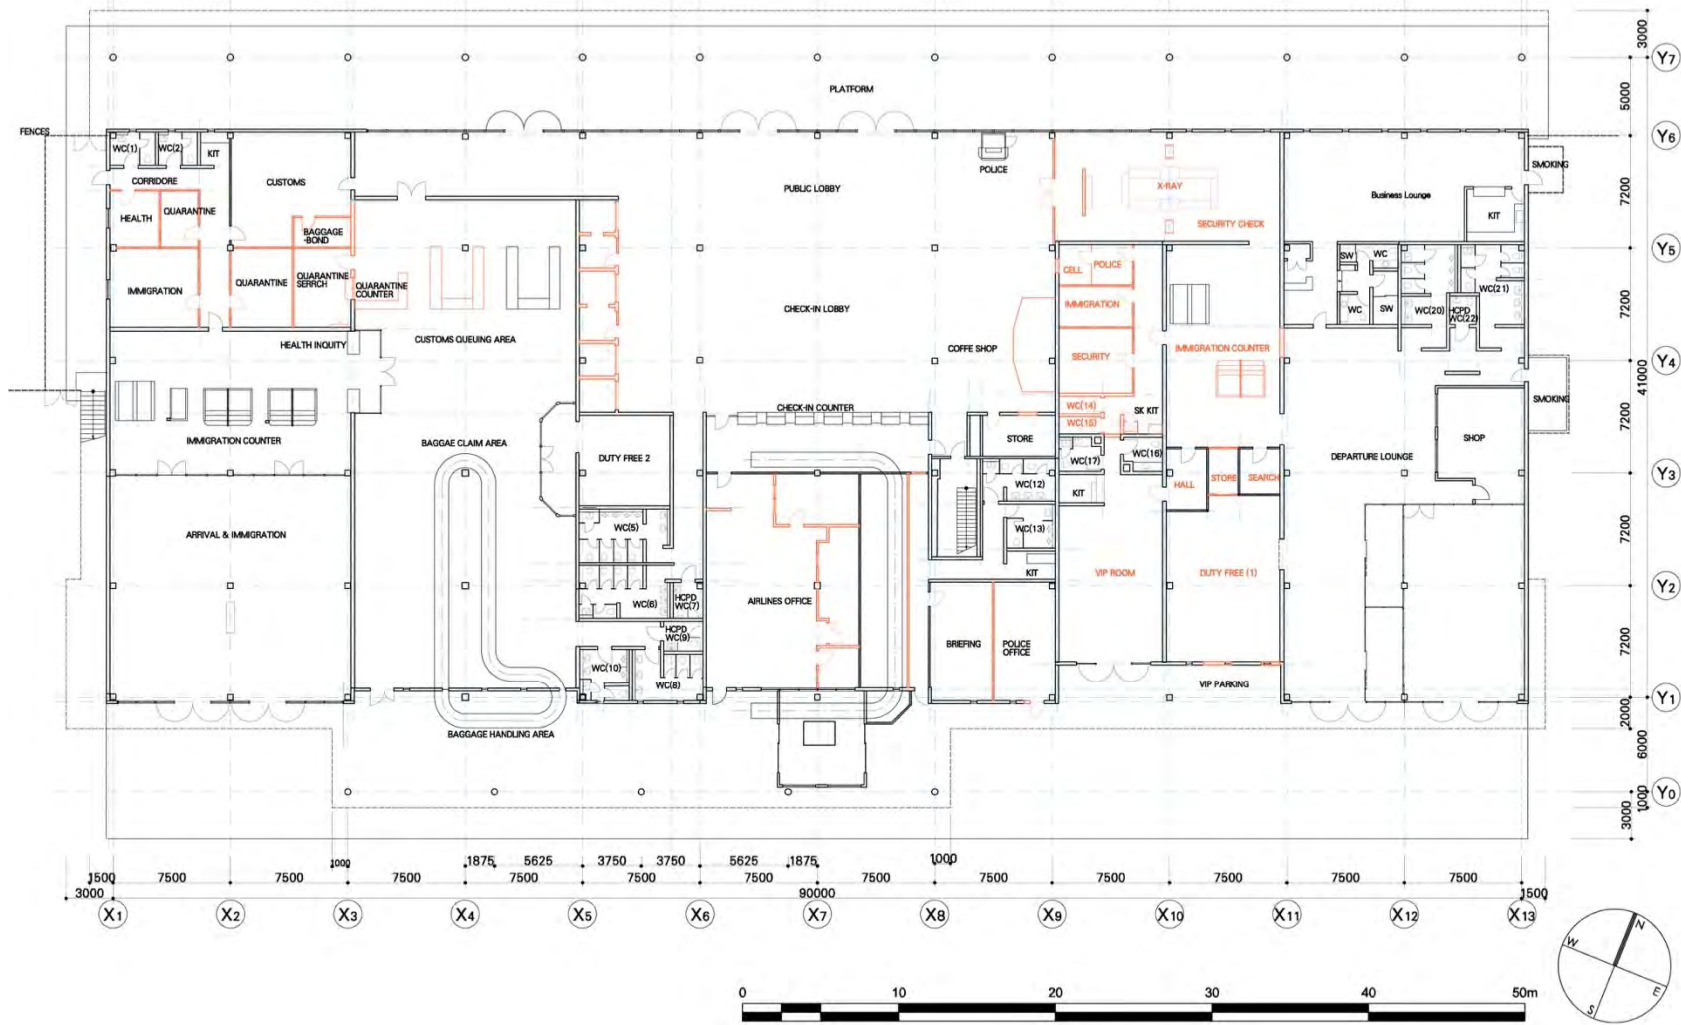 3000
Y7
PLATFORM
5000
FENCES
Y6
WC(1)
WC(2)
KIT
POLICE
SMOKING
CORRIDORE
CUSTOMS
PUBLIC LOBBY
X-RAY
Business Lounge
7200
HEALTH
QUARANTINE
BAGGAGE
-BOND
SECURITY CHECK
KIT
Y5
SW
WC
CELL
POLICE
IMMIGRATION
QUARANTINE
QUARANTINE
SERRCH
QUARANTINE
COUNTER
IMMIGRATION
WC
SW
WC(20)
HCPD
WC(22)
WC(21)
7200
CHECK-IN LOBBY
HEALTH INQUITY
CUSTOMS QUEUING AREA
COFFE SHOP
SECURITY
IMMIGRATION COUNTER
Y4
41000
SMOKING
CHECK-IN COUNTER
WC(14)
WC(15)
SK KIT
7200
IMMIGRATION COUNTER
BAGGAE CLAIM AREA
DUTY FREE 2
STORE
SHOP
WC(17)
WC(16)
DEPARTURE LOUNGE
Y3
WC(12)
KIT
HALL
STORE
SEARCH
ARRIVAL & IMMIGRATION
WC(5)
WC(13)
7200
KIT
VIP ROOM
DUTY FREE (1)
Y2
WC(6)
HCPD
WC(7)
AIRLINES OFFICE
HCPD
WC(9)
BRIEFING
POLICE
OFFICE
7200
WC(10)
WC(8)
VIP PARKING
Y1
2000
BAGGAGE HANDLING AREA
6000
Y0
1000
3000
1000
1875
5625
3750
3750
5625
1875
1000
1500
7500
7500
7500
7500
7500
7500
7500
7500
7500
7500
7500
7500
1500
3000
90000
X1
X2
X3
X4
X5
X6
X7
X8
X9
X10
X11
X12
X13
N
W
E
S
0
10
20
30
40
50m